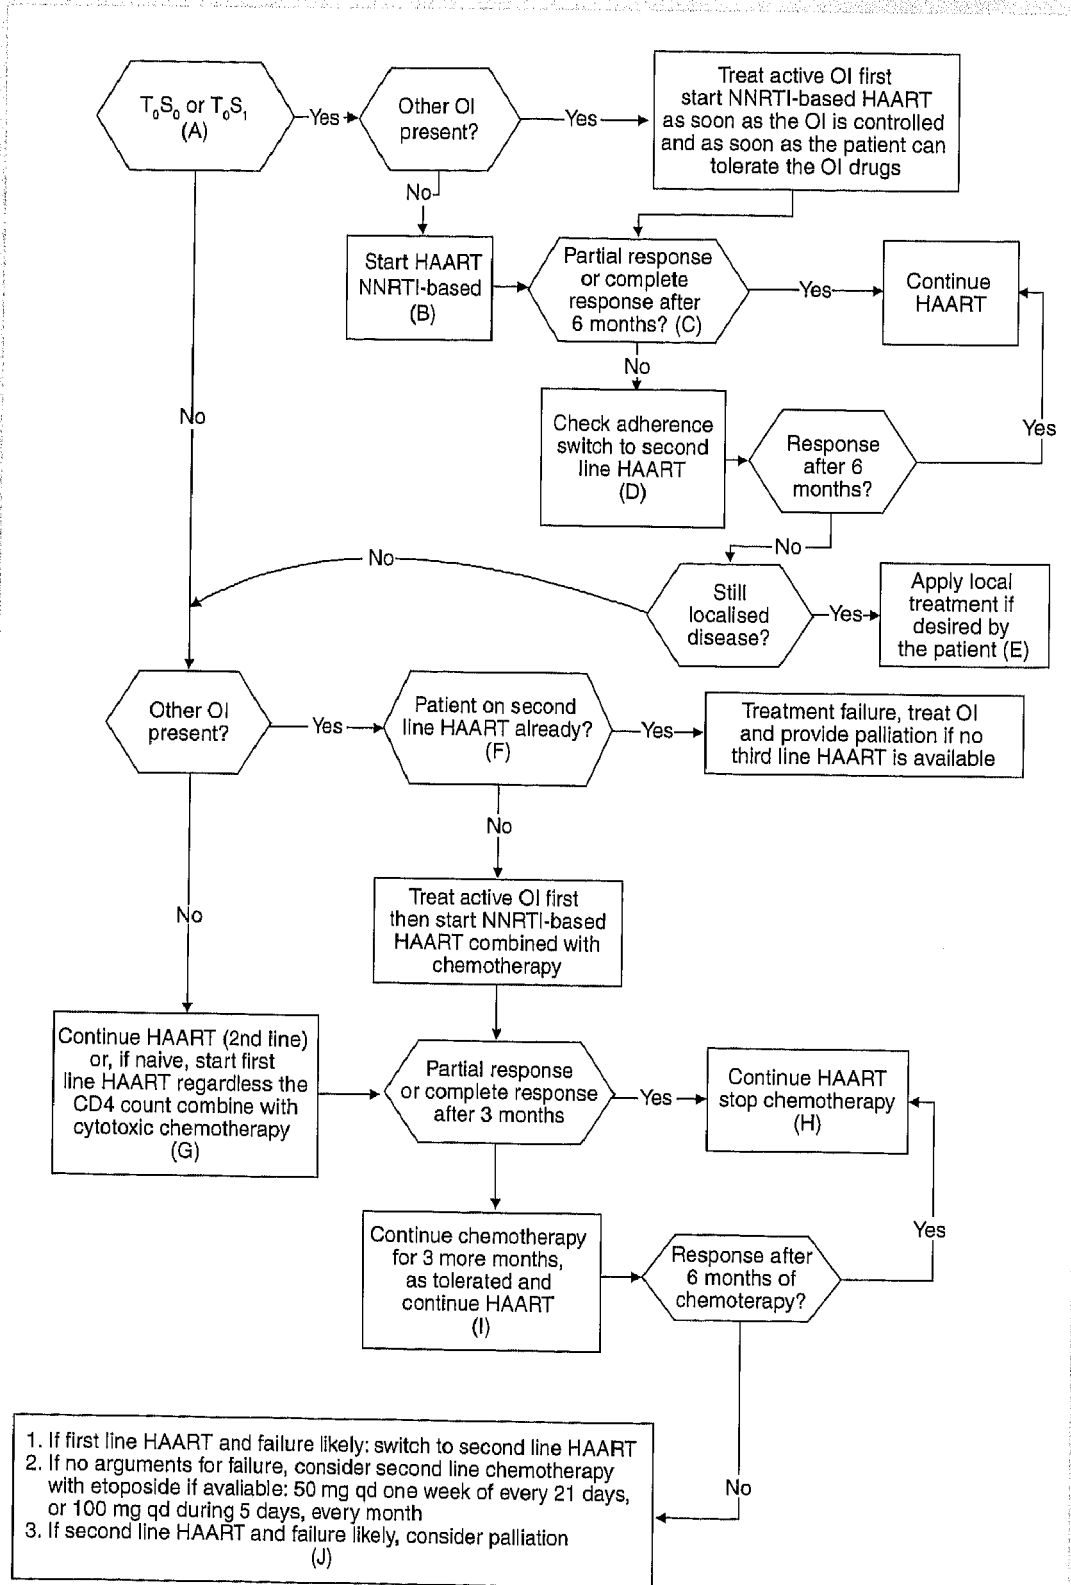 T₀S₀ or T₀S₁
(A)
Yes
Other OI
present?
Yes
Treat active OI first
start NNRTI-based HAART
as soon as the OI is controlled
and as soon as the patient can
tolerate the OI drugs
No
Start HAART
NNRTI-based
(B)
Partial response
or complete
response after
6 months? (C)
Yes
Continue
HAART
No
No
Check adherence
switch to second
line HAART
(D)
Response
after 6
months?
Yes
No
No
Still
localised
disease?
Yes
Apply local
treatment if
desired by
the patient (E)
Other OI
present?
Yes
Patient on second
line HAART already?
(F)
Yes
Treatment failure, treat OI
and provide palliation if no
third line HAART is available
No
No
Treat active OI first
then start NNRTI-based
HAART combined with
chemotherapy
Continue HAART (2nd line)
or, if naive, start first
line HAART regardless the
CD4 count combine with
cytotoxic chemotherapy
(G)
Partial response
or complete response
after 3 months
Yes
Continue HAART
stop chemotherapy
(H)
Continue chemotherapy
for 3 more months,
as tolerated and
continue HAART
(I)
Response after
6 months of
chemoterapy?
Yes
No
1. If first line HAART and failure likely: switch to second line HAART
2. If no arguments for failure, consider second line chemotherapy
with etoposide if avaliable: 50 mg qd one week of every 21 days,
or 100 mg qd during 5 days, every month
3. If second line HAART and failure likely, consider palliation
(J)